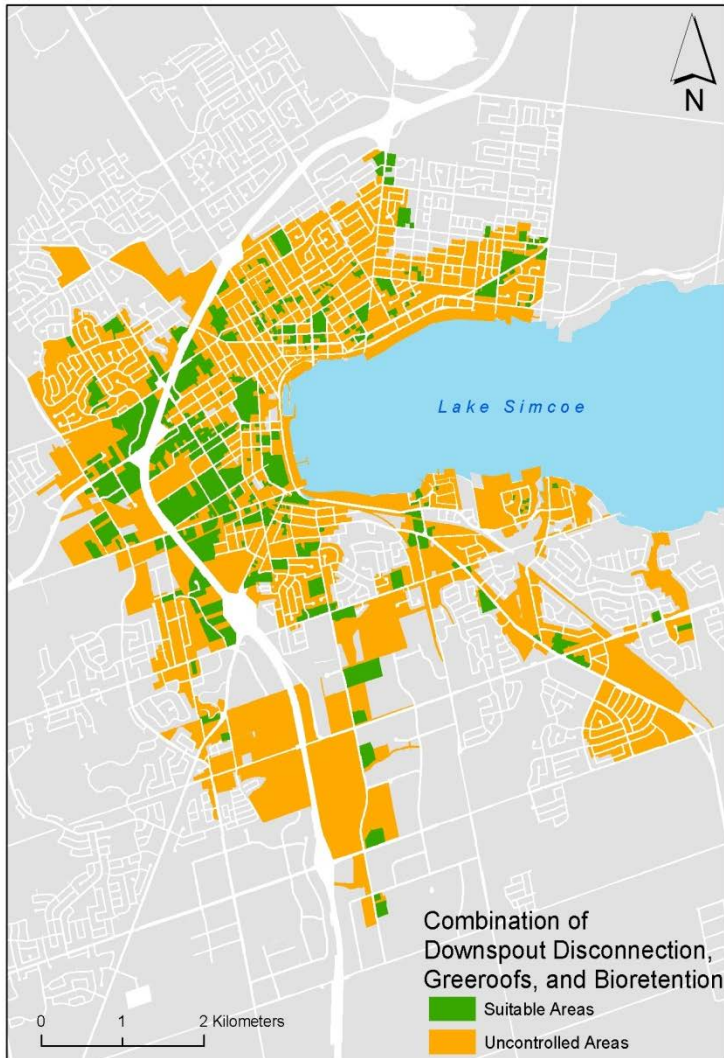 N
Lake Simcoe
Combination of
Downspout Disconnection,
Greeroofs, and Bioretention
Suitable Areas
Uncontrolled Areas
0 1 2 Kilometers